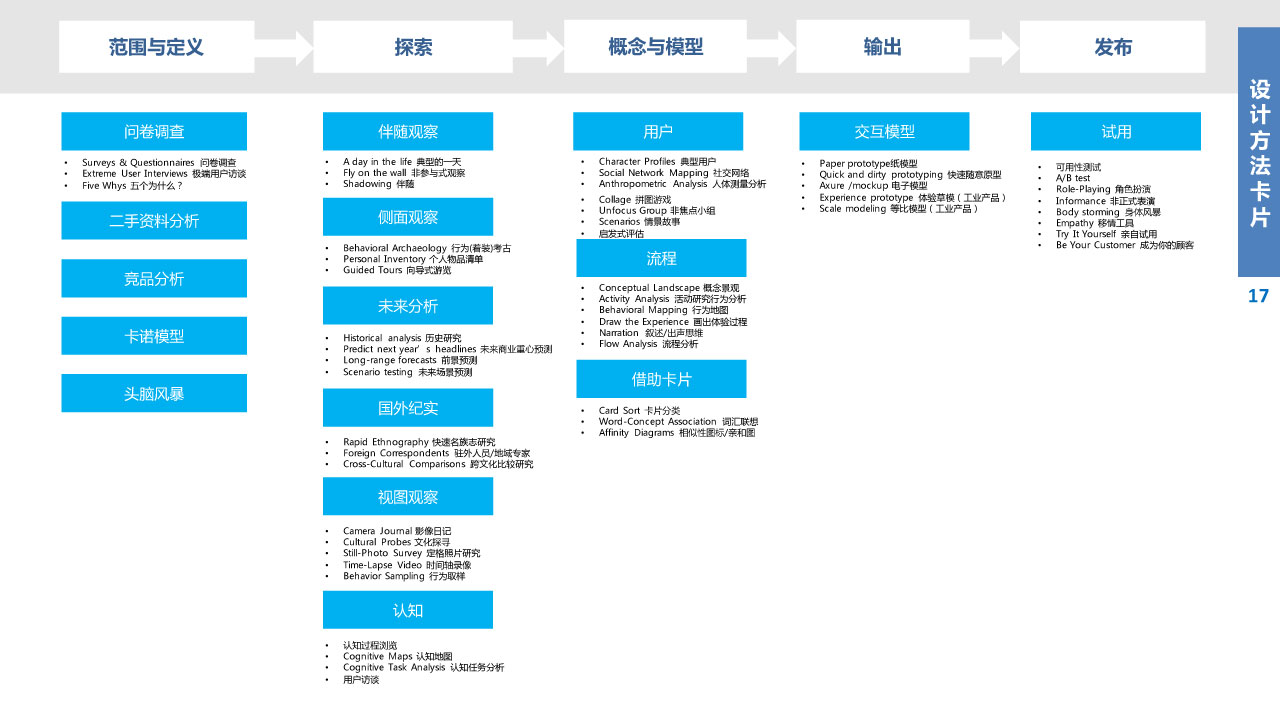 范围与定义
探索
概念与模型
输出
发布
设计方法卡片
17
问卷调查
• Surveys & Questionnaires 问卷调查
• Extreme User Interviews 极端用户访谈
• Five Whys 五个为什么？
二手资料分析
竞品分析
卡诺模型
头脑风暴
伴随观察
• A day in the life 典型的一天
• Fly on the wall 非参与式观察
• Shadowing 伴随
侧面观察
• Behavioral Archaeology 行为(着装)考古
• Personal Inventory 个人物品清单
• Guided Tours 向导式游览
未来分析
• Historical analysis 历史研究
• Predict next year's headlines 未来商业重心预测
• Long-range forecasts 前景预测
• Scenario testing 未来场景预测
国外纪实
• Rapid Ethnography 快速名族志研究
• Foreign Correspondents 驻外人员/地域专家
• Cross-Cultural Comparisons 跨文化比较研究
视图观察
• Camera Journal 影像日记
• Cultural Probes 文化探寻
• Still-Photo Survey 定格照片研究
• Time-Lapse Video 时间轴录像
• Behavior Sampling 行为取样
认知
• 认知过程浏览
• Cognitive Maps 认知地图
• Cognitive Task Analysis 认知任务分析
• 用户访谈
用户
• Character Profiles 典型用户
• Social Network Mapping 社交网络
• Anthropometric Analysis 人体测量分析
• Collage 拼图游戏
• Unfocus Group 非焦点小组
• Scenarios 情景故事
• 启发式评估
流程
• Conceptual Landscape 概念景观
• Activity Analysis 活动研究行为分析
• Behavioral Mapping 行为地图
• Draw the Experience 画出体验过程
• Narration 叙述/出声思维
• Flow Analysis 流程分析
借助卡片
• Card Sort 卡片分类
• Word-Concept Association 词汇联想
• Affinity Diagrams 相似性图标/亲和图
交互模型
• Paper prototype纸模型
• Quick and dirty prototyping 快速随意原型
• Axure /mockup 电子模型
• Experience prototype 体验草模（工业产品）
• Scale modeling 等比模型（工业产品）
试用
• 可用性测试
• A/B test
• Role-Playing 角色扮演
• Informance 非正式表演
• Body storming 身体风暴
• Empathy 移情工具
• Try It Yourself 亲自试用
• Be Your Customer 成为你的顾客